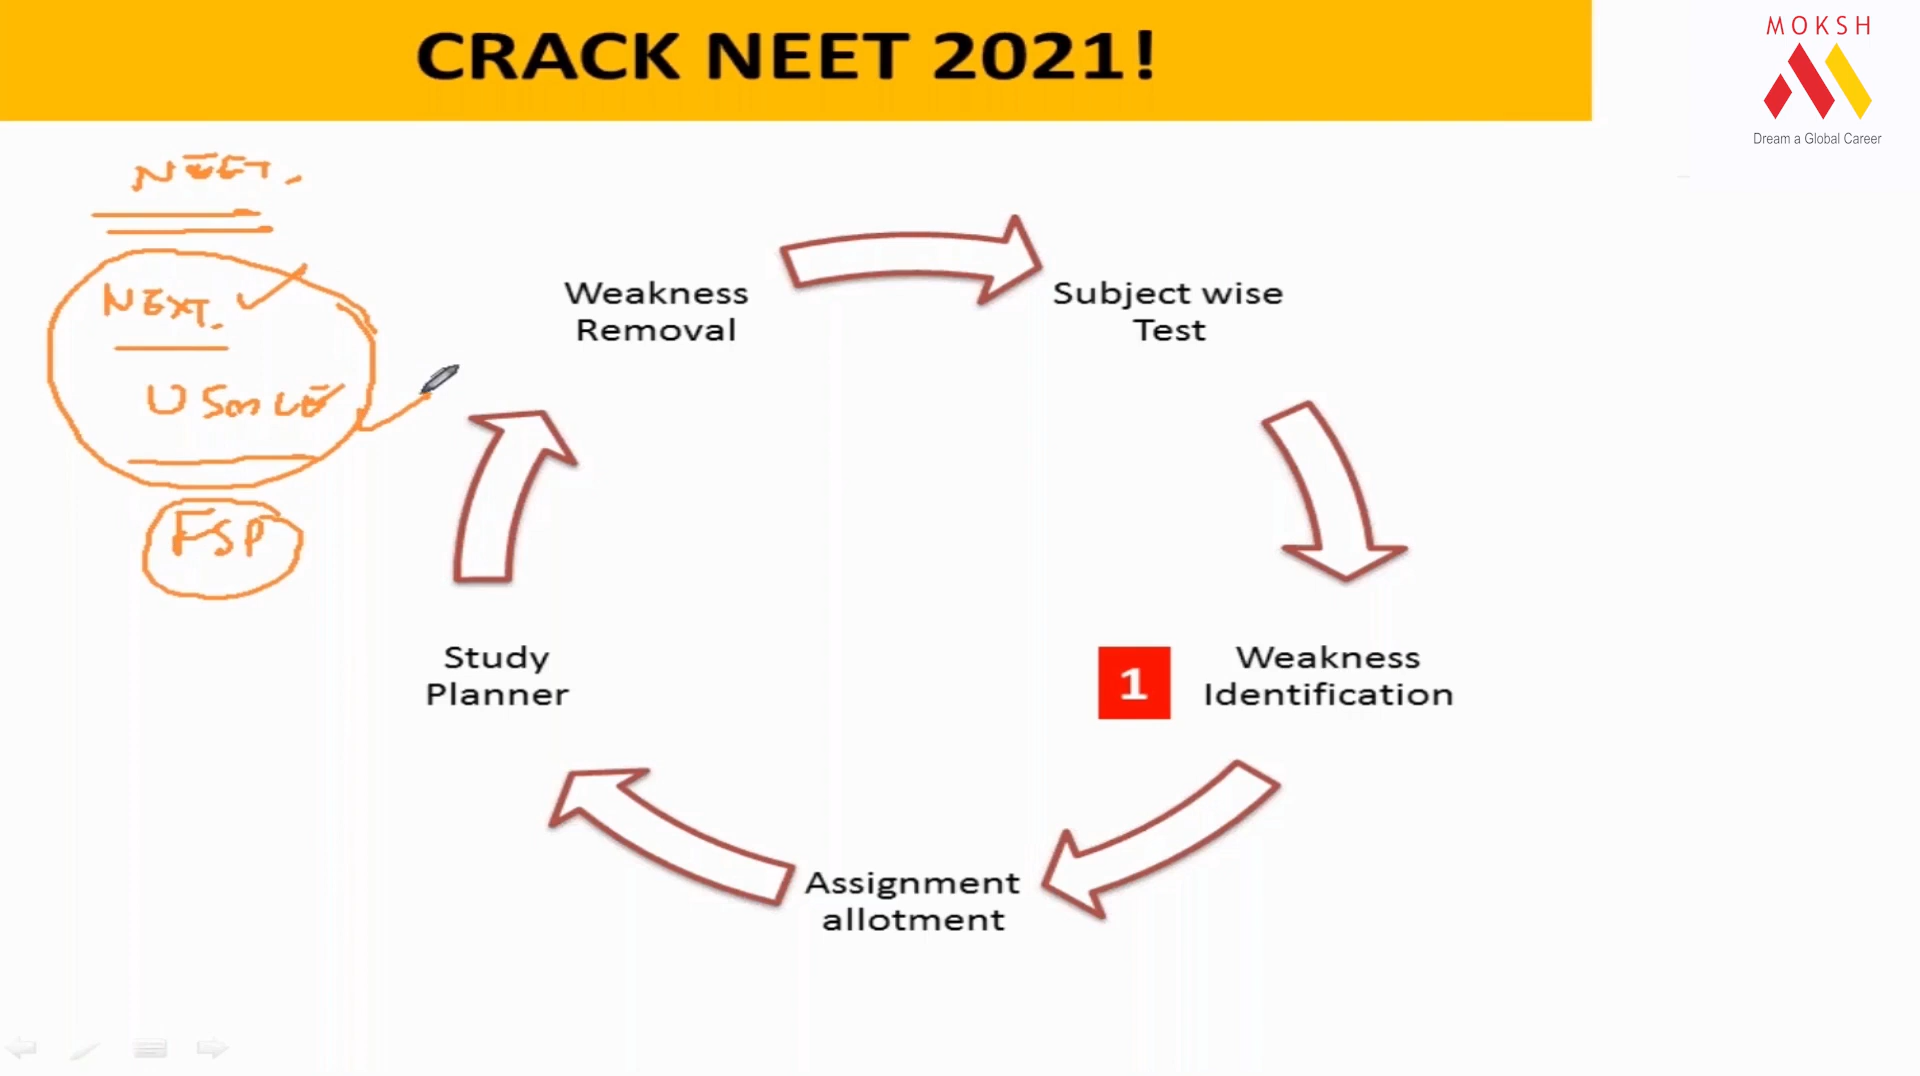 CRACK NEET 2021!
MOKSH
Dream a Global Career
NEET.
NEXT.
USMLE
FSP
Weakness
Removal
Subject wise
Test
1
Weakness
Identification
Assignment
allotment
Study
Planner